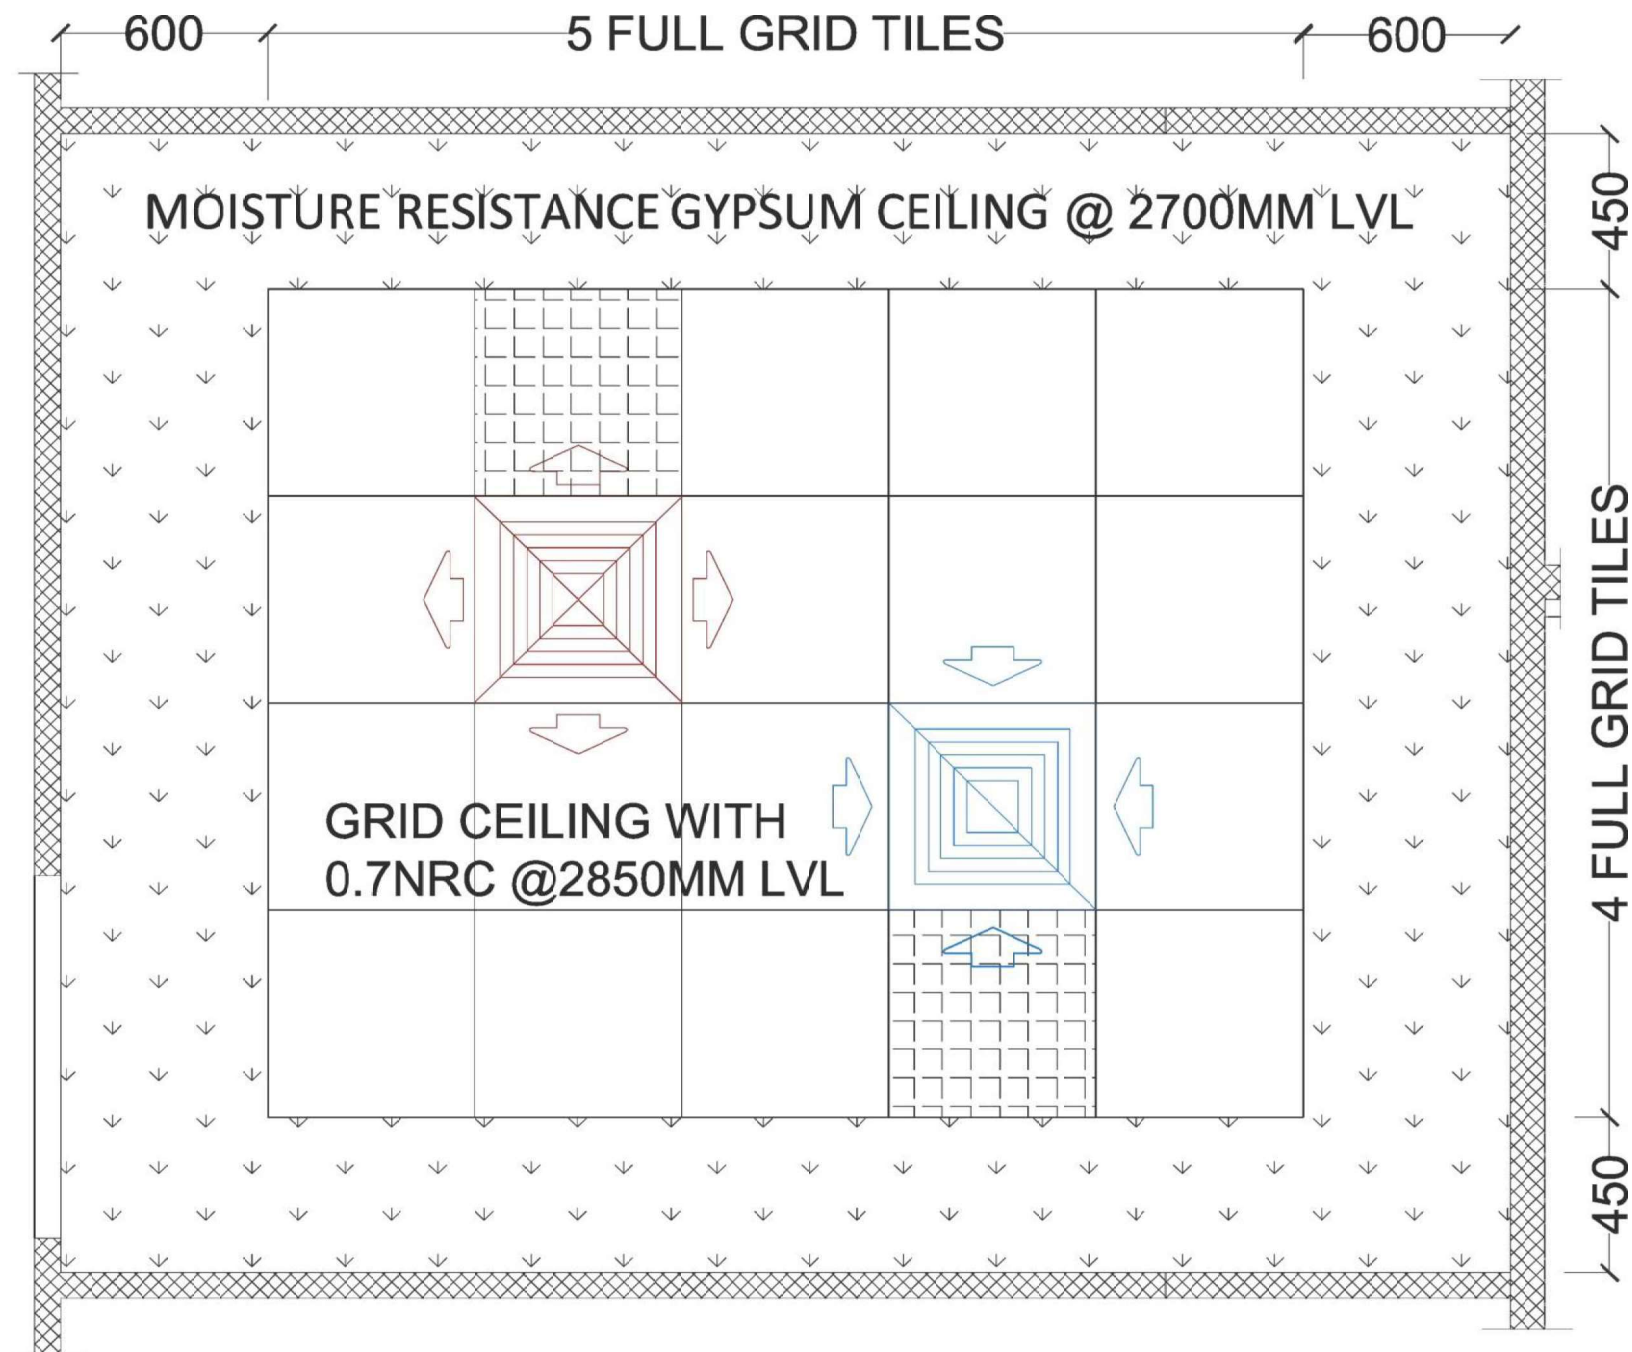 600
5 FULL GRID TILES
600
450
MOISTURE RESISTANCE GYPSUM CEILING @ 2700MM LVL
4 FULL GRID TILES
GRID CEILING WITH
0.7NRC @2850MM LVL
450